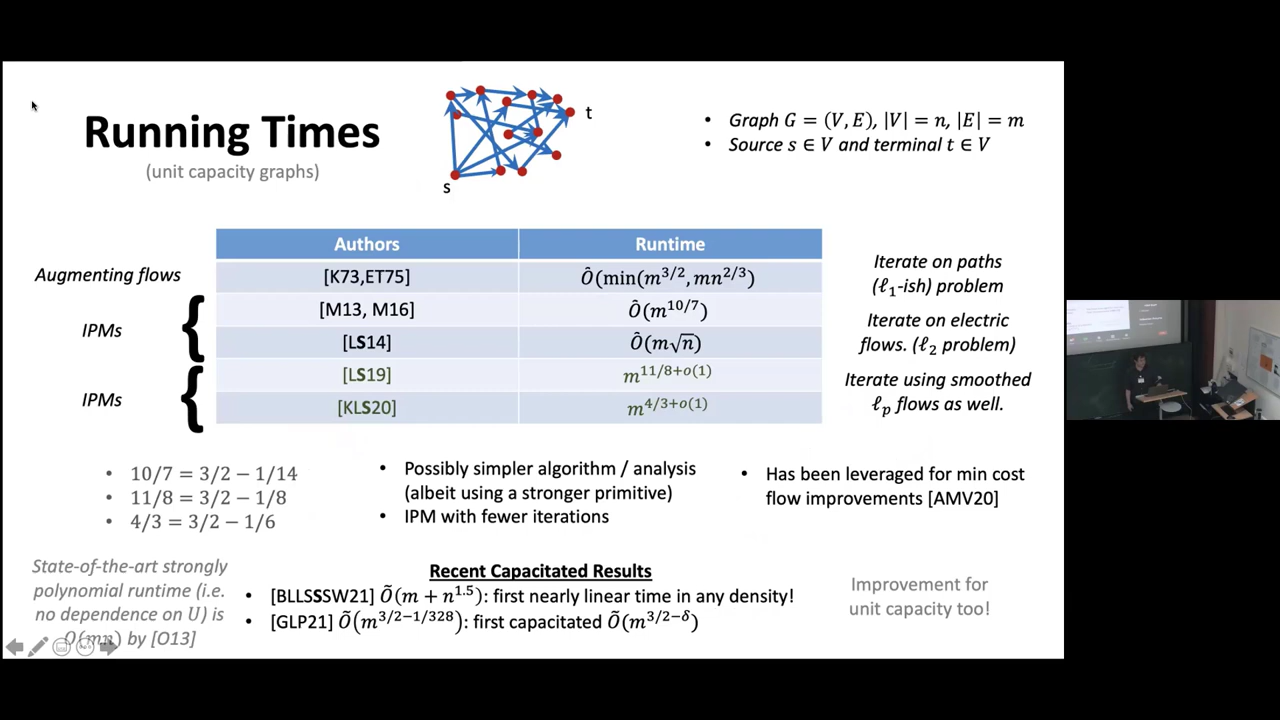 Running Times
(unit capacity graphs)
s
t
• Graph G = (V, E), |V| = n, |E| = m
• Source s ∈ V and terminal t ∈ V
Authors Runtime
Augmenting flows [K73,ET75] Õ(min(m^{3/2}, mn^{2/3})
IPMs
[M13, M16] Õ(m^{10/7})
[LS14] Õ(m√n)
IPMs
[LS19] m^{11/8+o(1)}
[KLS20] m^{4/3+o(1)}
Iterate on paths
(ℓ₁-ish) problem
Iterate on electric
flows. (ℓ₂ problem)
Iterate using smoothed
ℓ_p flows as well.
• 10/7 = 3/2 − 1/14
• 11/8 = 3/2 − 1/8
• 4/3 = 3/2 − 1/6
• Possibly simpler algorithm / analysis
(albeit using a stronger primitive)
• IPM with fewer iterations
• Has been leveraged for min cost
flow improvements [AMV20]
State-of-the-art strongly
polynomial runtime (i.e.
no dependence on U) is
O(mn) by [O13]
Recent Capacitated Results
• [BLLSSSW21] Õ(m + n^{1.5}): first nearly linear time in any density!
• [GLP21] Õ(m^{3/2−1/328}): first capacitated Õ(m^{3/2−δ})
Improvement for
unit capacity too!